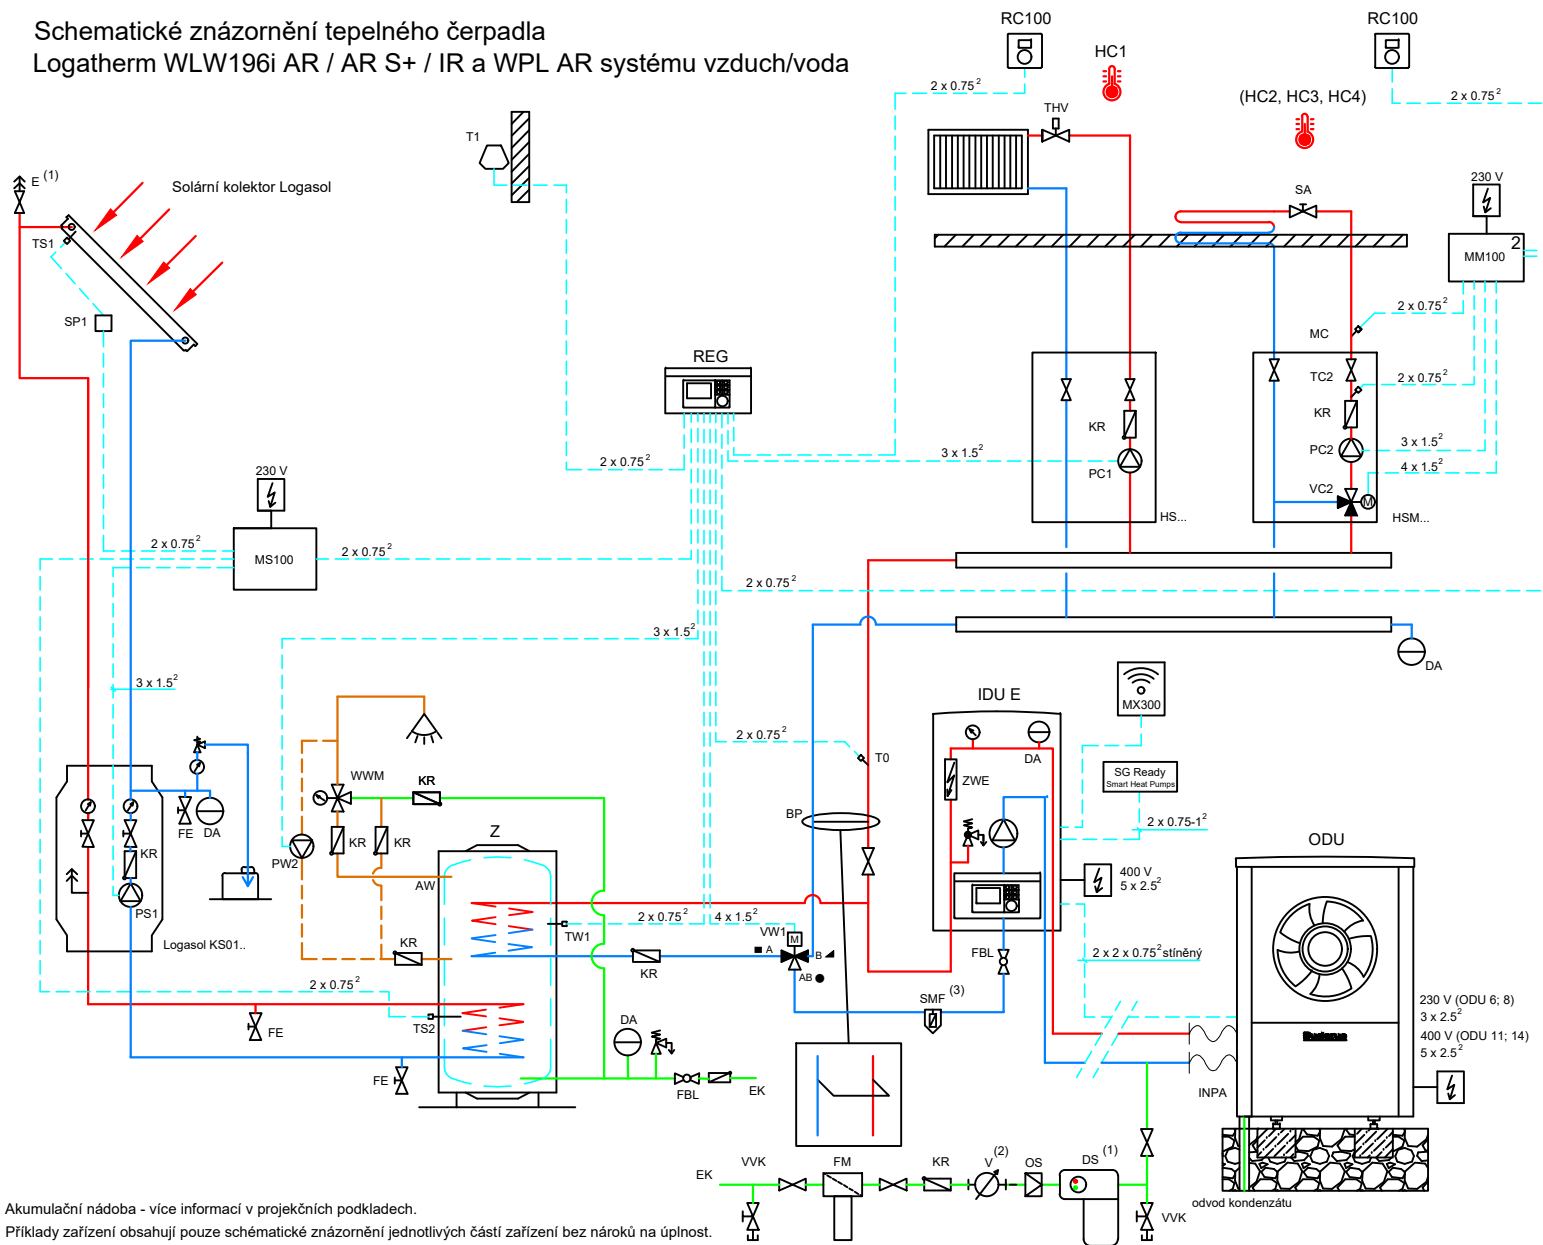 Schematické znázornění tepelného čerpadla
Logatherm WLW196i AR / AR S+ / IR a WPL AR systému vzduch/voda
RC100
RC100
HC1
2 x 0.75²
2 x 0.75²
(HC2, HC3, HC4)
THV
T1
E (1)
Solární kolektor Logasol
230 V
SA
TS1
2
MM100
SP1
2 x 0.75²
MC
REG
TC2
2 x 0.75²
KR
KR
3 x 1.5²
PC2
3 x 1.5²
2 x 0.75²
4 x 1.5²
230 V
PC1
VC2
M
HS...
HSM...
2 x 0.75²
2 x 0.75²
MS100
2 x 0.75²
3 x 1.5²
DA
3 x 1.5²
IDU E
MX300
2 x 0.75²
T0
DA
WWM
KR
ZWE
SG Ready
Smart Heat Pumps
BP
2 x 0.75-1²
FE
DA
Z
KR
KR
KR
ODU
PW2
400 V
5 x 2.5²
AW
PS1
2 x 0.75²
4 x 1.5²
TW1
VW1
M
Logasol KS01..
KR
A
B
FBL
2 x 2 x 0.75² stíněný
KR
AB
2 x 0.75²
SMF (3)
230 V (ODU 6; 8)
3 x 2.5²
TS2
DA
FE
400 V (ODU 11; 14)
5 x 2.5²
Buderus
FE
FBL
EK
INPA
EK
VVK
FM
KR
V (2)
OS
DS (1)
VVK
odvod kondenzátu
Akumulační nádoba - více informací v projekčních podkladech.
Příklady zařízení obsahují pouze schématické znázornění jednotlivých částí zařízení bez nároků na úplnost.